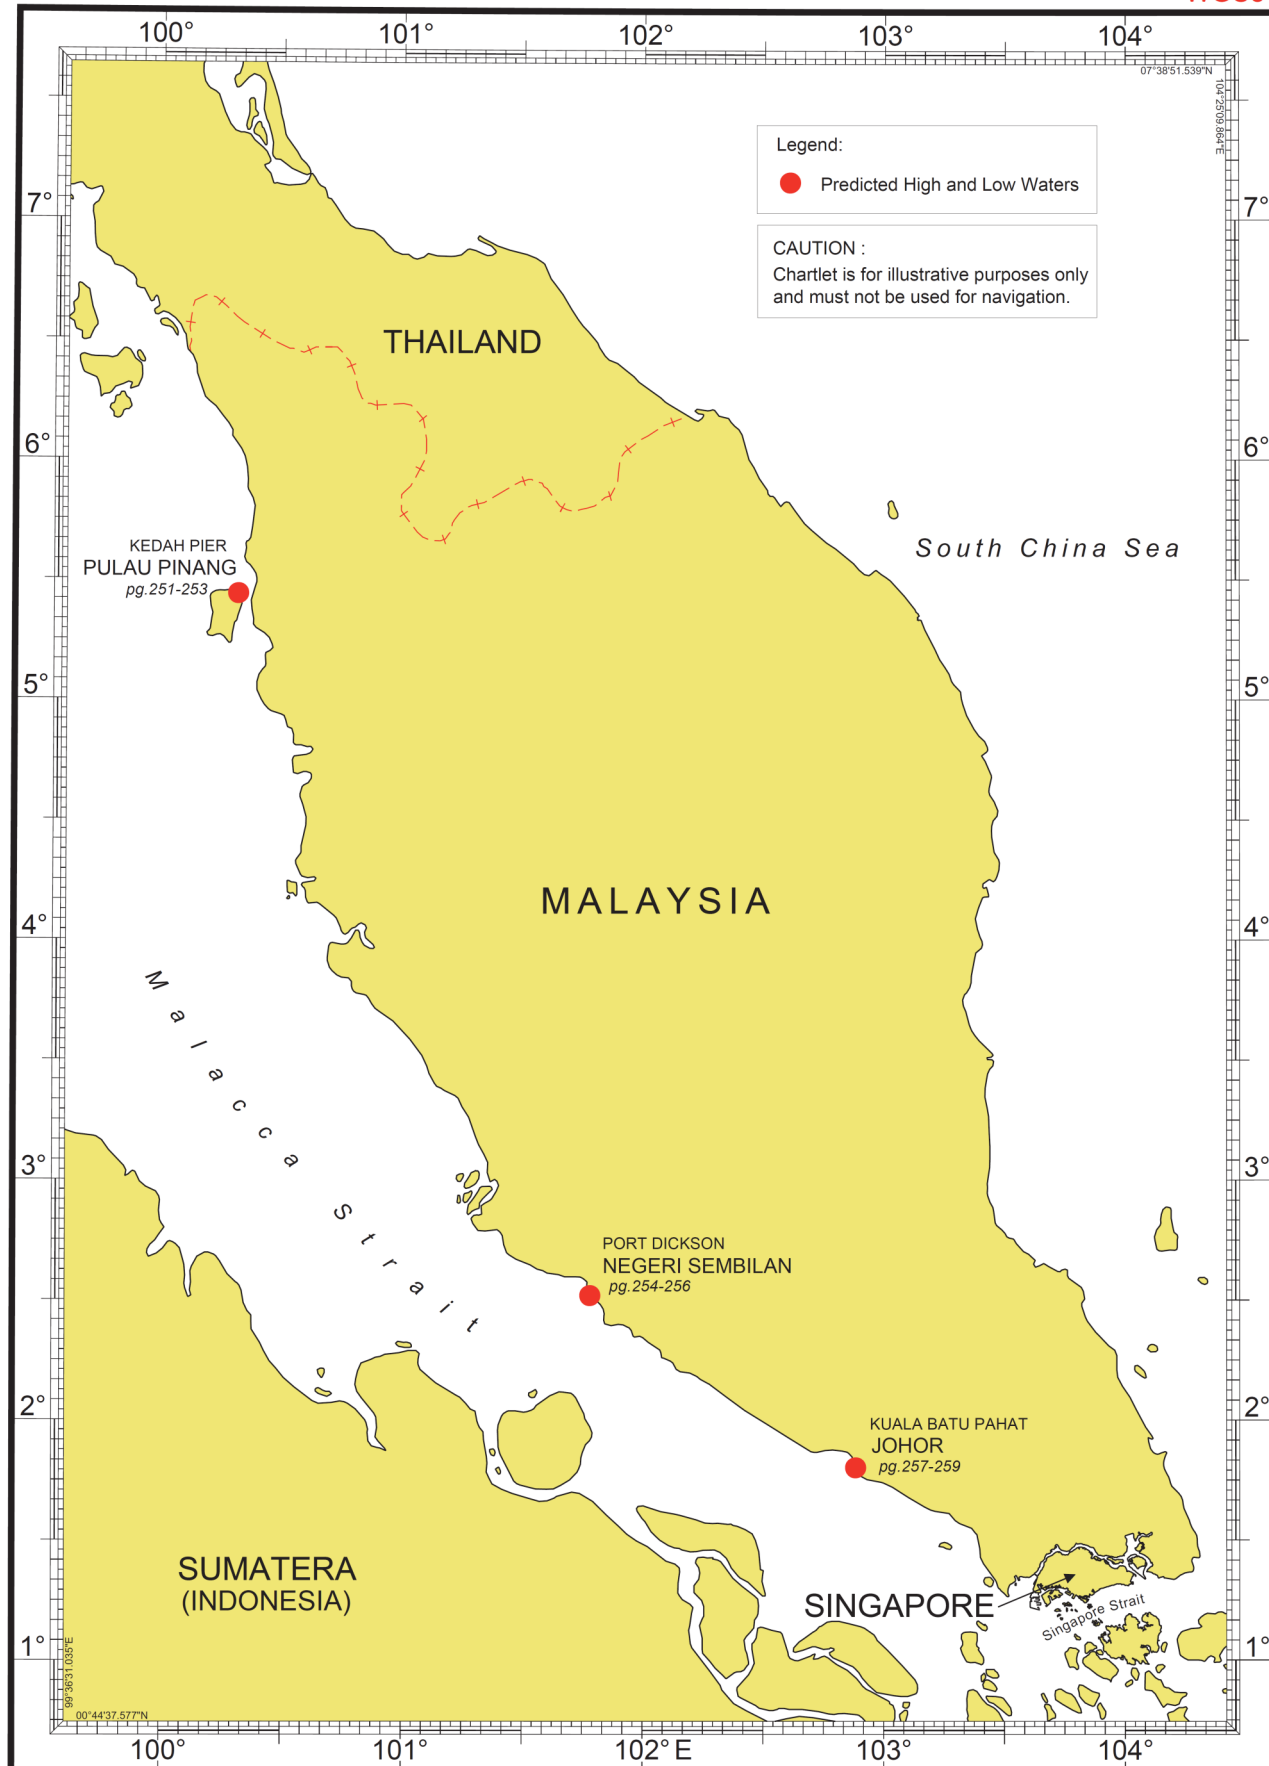 100° 101° 102° 103° 104°
07°38'51.539"N
104°25'09.864"E
Legend:
Predicted High and Low Waters
CAUTION :
Chartlet is for illustrative purposes only
and must not be used for navigation.
7° 7°
THAILAND
6° 6°
South China Sea
KEDAH PIER
PULAU PINANG
pg.251-253
5° 5°
MALAYSIA
4° 4°
Malacca Strait
3° 3°
PORT DICKSON
NEGERI SEMBILAN
pg.254-256
2° 2°
KUALA BATU PAHAT
JOHOR
pg.257-259
SUMATERA
(INDONESIA)
SINGAPORE
Singapore Strait
1° 1°
99°36'31.035"E
00°44'37.577"N
100° 101° 102° E 103° 104°